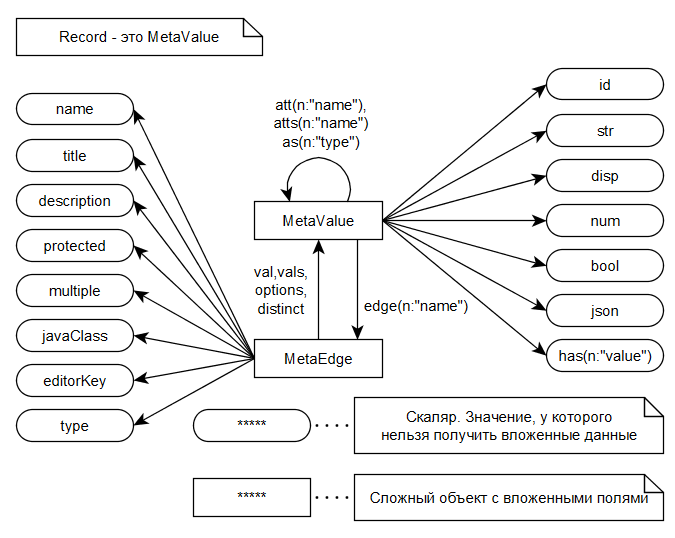 Record - это MetaValue
name
title
description
protected
multiple
javaClass
editorKey
type
att(n:"name"),
atts(n:"name")
as(n:"type")
MetaValue
val,vals,
options,
distinct
edge(n:"name")
MetaEdge
id
str
disp
num
bool
json
has(n:"value")
*****
Скаляр. Значение, у которого
нельзя получить вложенные данные
*****
Сложный объект с вложенными полями